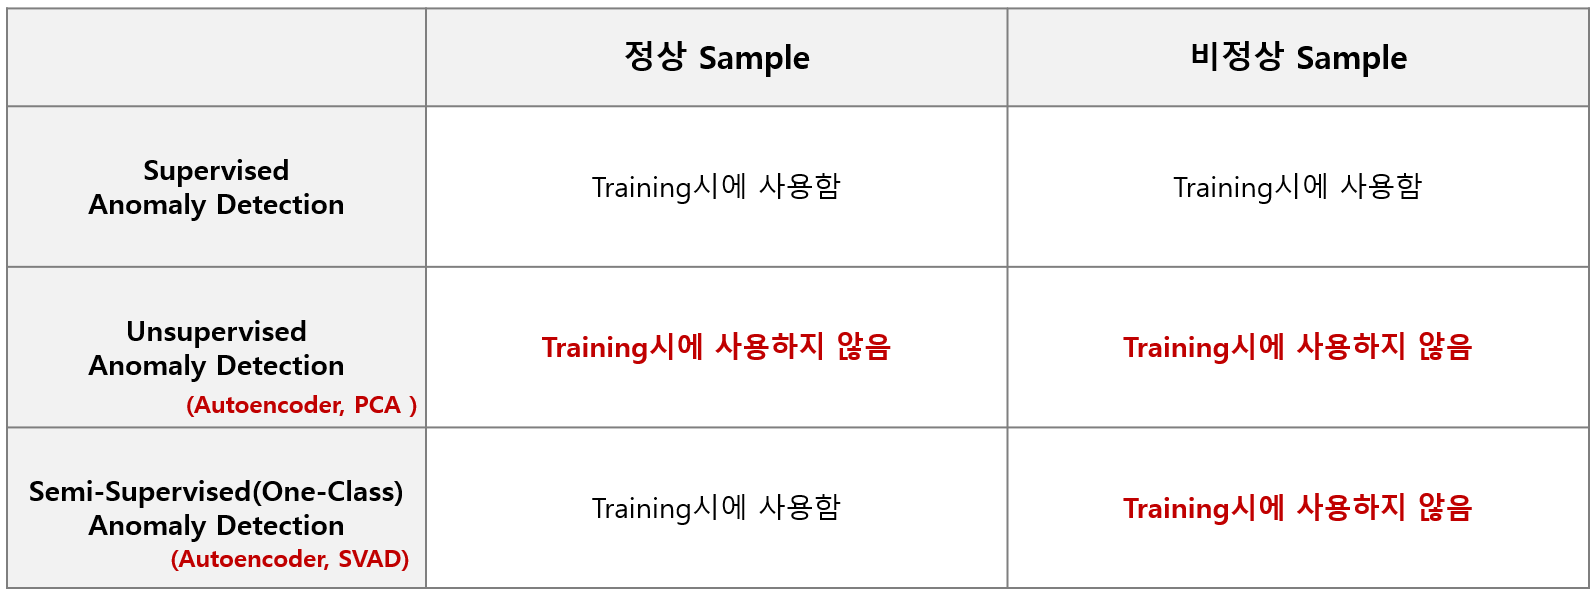 정상 Sample
비정상 Sample
Supervised
Anomaly Detection
Training시에 사용함
Training시에 사용함
Unsupervised
Anomaly Detection
(Autoencoder, PCA )
Training시에 사용하지 않음
Training시에 사용하지 않음
Semi-Supervised(One-Class)
Anomaly Detection
(Autoencoder, SVAD)
Training시에 사용함
Training시에 사용하지 않음